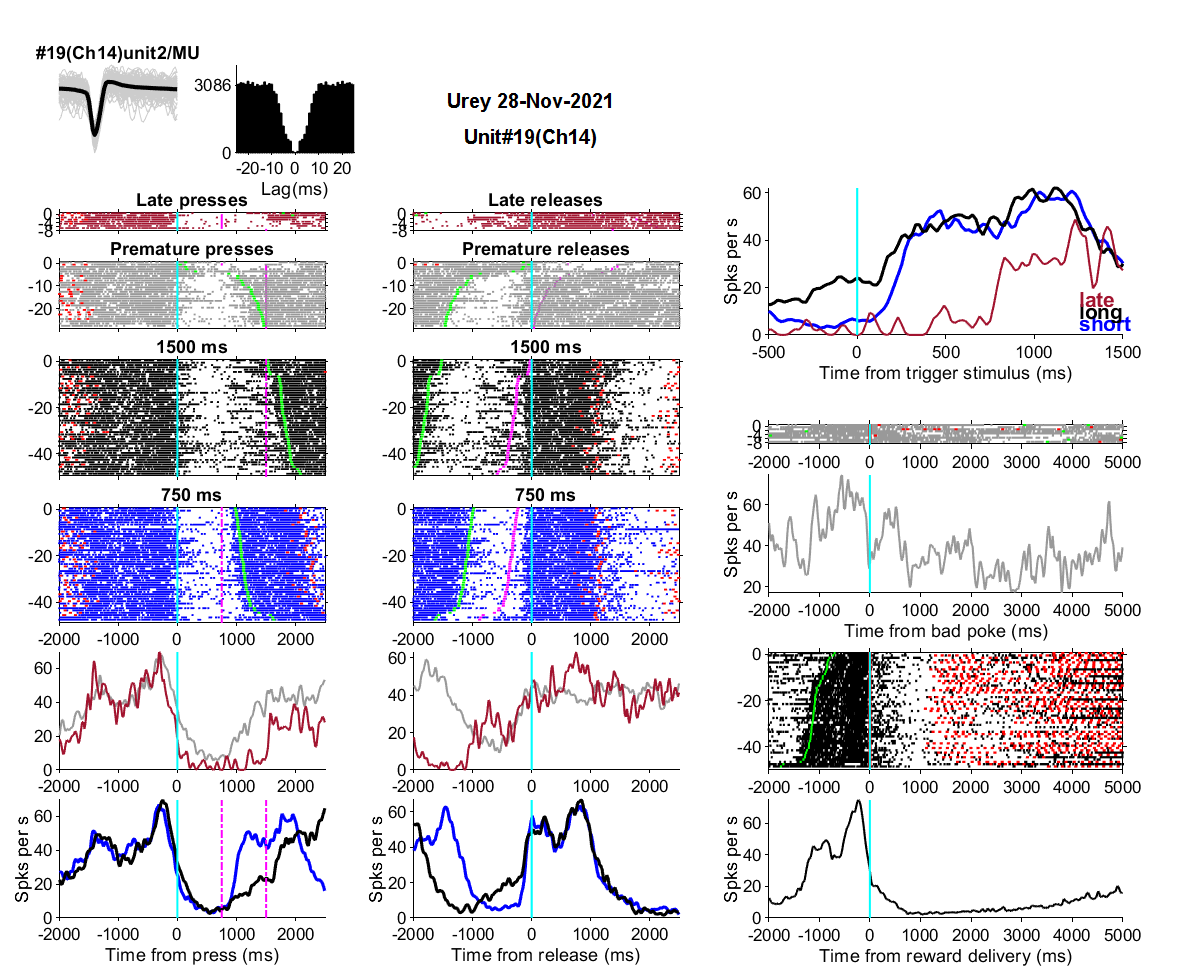 #19(Ch14)unit2/MU
3086
0
-20 -10 0 10 20
Lag(ms)
Urey 28-Nov-2021
Unit#19(Ch14)
Late presses
0
-8
Premature presses
0
-10
-20
1500 ms
0
-20
-40
750 ms
0
-20
-40
-2000 -1000 0 1000 2000
60
40
20
0
-2000 -1000 0 1000 2000
Spks per s
60
40
20
0
-2000 -1000 0 1000 2000
Time from press (ms)
Late releases
0
-8
Premature releases
0
-10
-20
1500 ms
0
-20
-40
750 ms
0
-20
-40
-2000 -1000 0 1000 2000
60
40
20
0
-2000 -1000 0 1000 2000
Spks per s
60
40
20
0
-2000 -1000 0 1000 2000
Time from release (ms)
Spks per s
60
40
20
0
late
long
short
-500 0 500 1000 1500
Time from trigger stimulus (ms)
0
-4
-8
-2000 -1000 0 1000 2000 3000 4000 5000
Spks per s
60
40
20
-2000 -1000 0 1000 2000 3000 4000 5000
Time from bad poke (ms)
0
-20
-40
-2000 -1000 0 1000 2000 3000 4000 5000
Spks per s
60
40
20
0
-2000 -1000 0 1000 2000 3000 4000 5000
Time from reward delivery (ms)